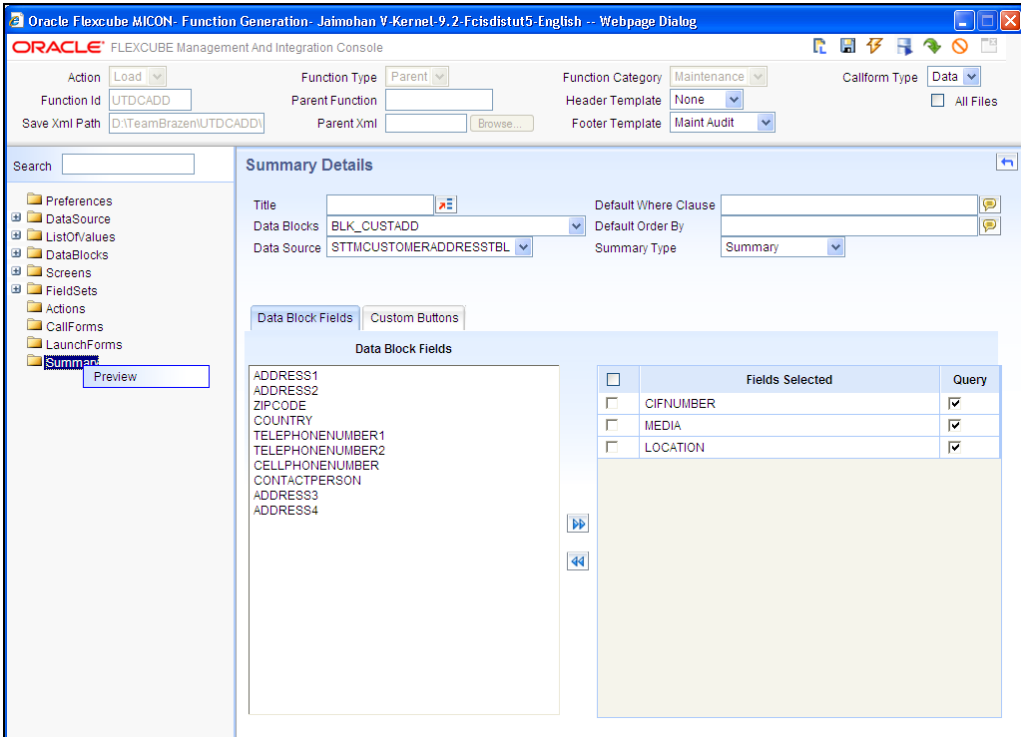 Oracle Flexcube MICON- Function Generation- Jaimohan V-Kernel-9.2-Fcisdistut5-English -- Webpage Dialog
ORACLE FLEXCUBE Management And Integration Console
Action Load Function Type Parent Function Category Maintenance Callform Type Data
Function Id UTDCADD Parent Function Header Template None All Files
Save Xml Path D:\TeamBrazen\UTDCADD\ Parent Xml Browse... Footer Template Maint Audit
Search
Preferences
DataSource
ListOfValues
DataBlocks
Screens
FieldSets
Actions
CallForms
LaunchForms
Summary
Preview
Summary Details
Title Default Where Clause
Data Blocks BLK_CUSTADD Default Order By
Data Source STTMCUSTOMERADDRESSTBL Summary Type Summary
Data Block Fields Custom Buttons
Data Block Fields
ADDRESS1
ADDRESS2
ZIPCODE
COUNTRY
TELEPHONENUMBER1
TELEPHONENUMBER2
CELLPHONENUMBER
CONTACTPERSON
ADDRESS3
ADDRESS4
Fields Selected Query
CIFNUMBER
MEDIA
LOCATION